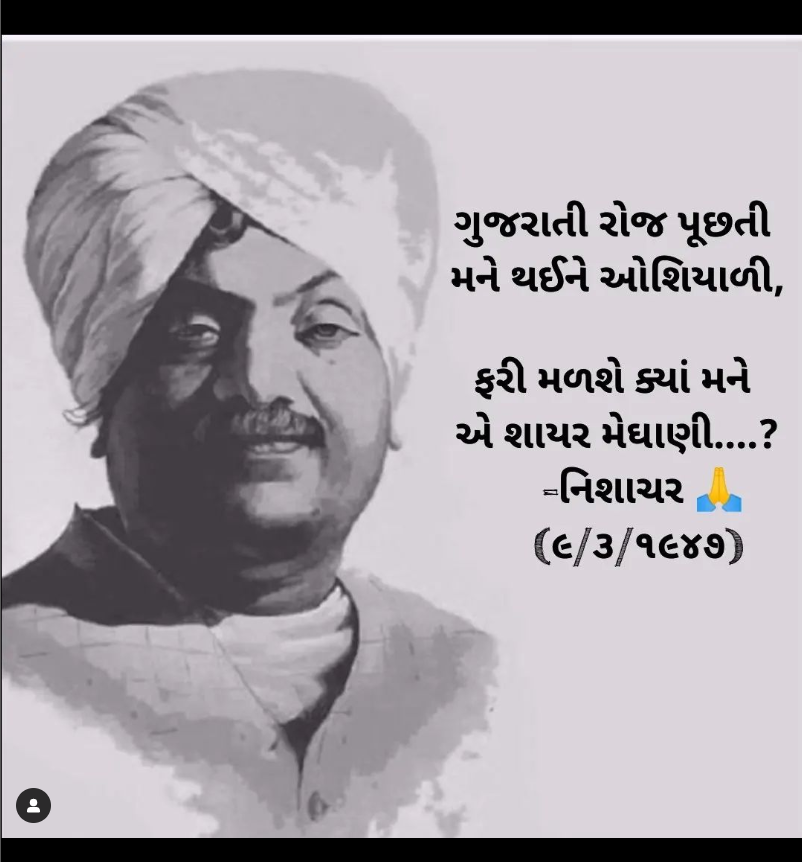 ગુજરાતી રોજ પૂછતી
મને થઈને ઓશિયાળી,
ફરી મળશે ક્યાં મને
એ શાયર મેઘાણી....?
-નિશાચર 🙏
(૯/૩/૧૯૪૭)